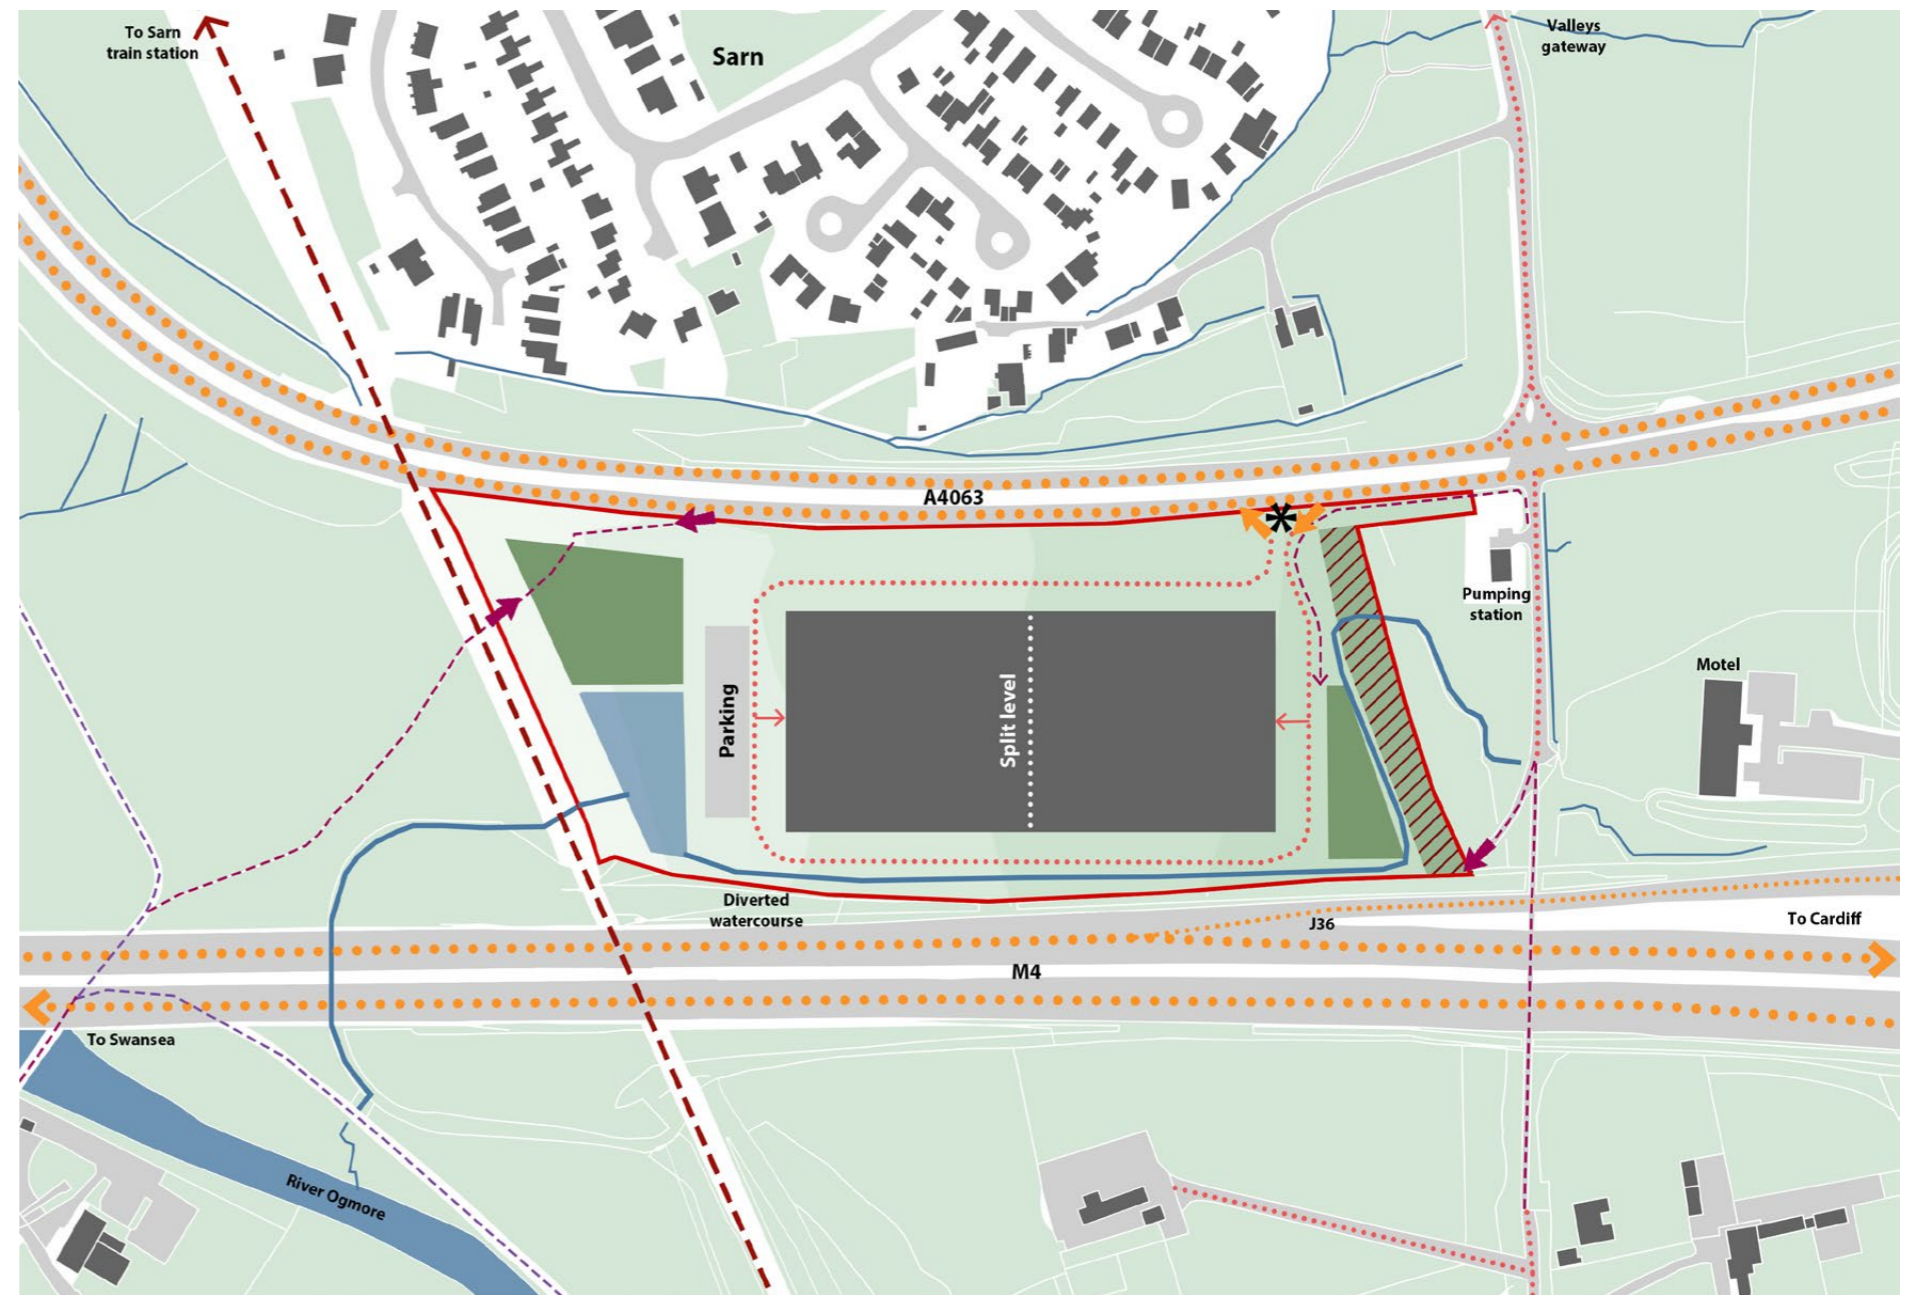 To Sarn
train station
Sarn
Valleys
gateway
A4063
*
Pumping
station
Motel
Parking
Split level
Diverted
watercourse
J36
To Cardiff
M4
To Swansea
River Ogmore